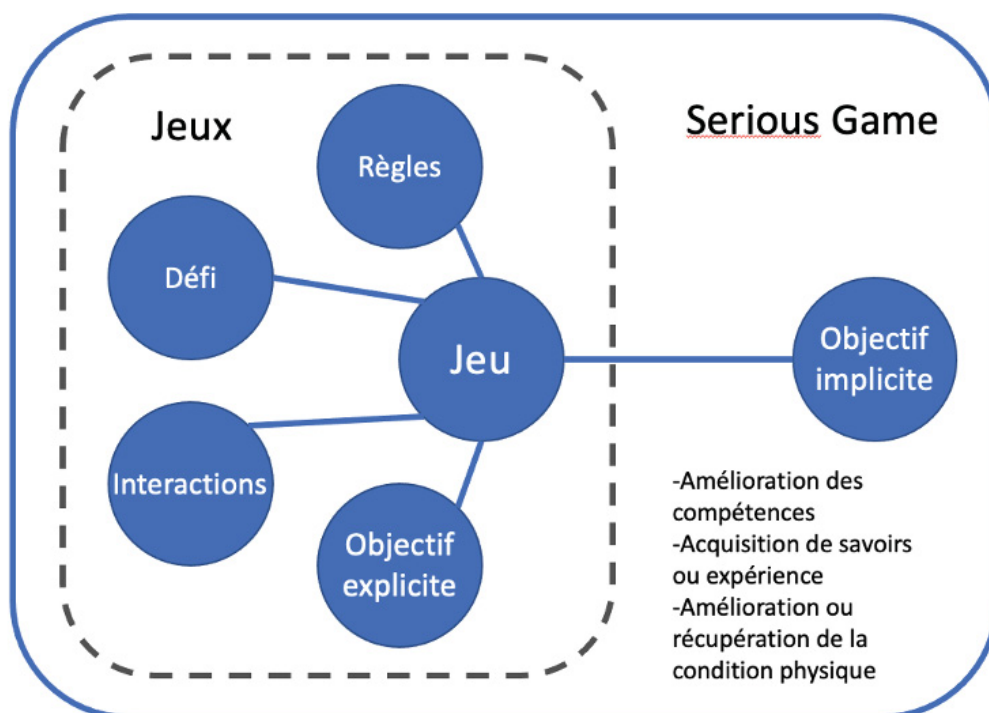 Jeux
Serious Game
Règles
Défi
Jeu
Objectif
implicite
Interactions
Objectif
explicite
-Amélioration des
compétences
-Acquisition de savoirs
ou expérience
-Amélioration ou
récupération de la
condition physique